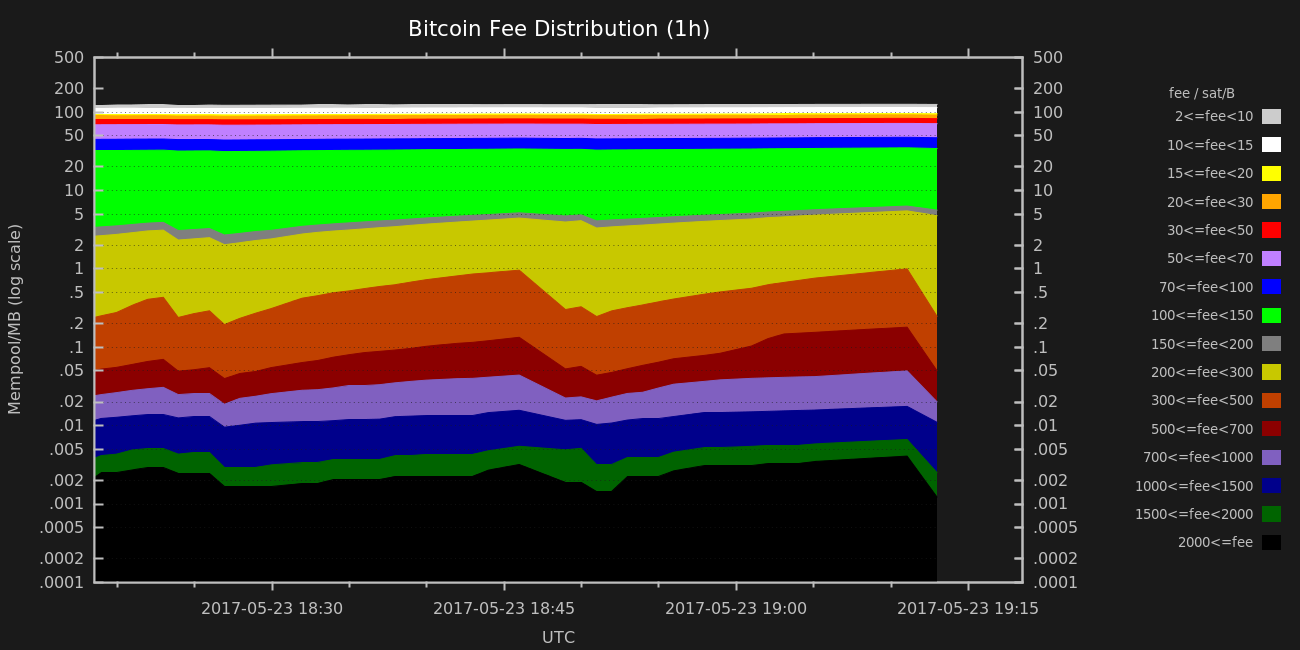 Bitcoin Fee Distribution (1h)
Mempool/MB (log scale)
500
200
100
50
20
10
5
2
1
.5
.2
.1
.05
.02
.01
.005
.002
.001
.0005
.0002
.0001
500
200
100
50
20
10
5
2
1
.5
.2
.1
.05
.02
.01
.005
.002
.001
.0005
.0002
.0001
fee / sat/B
2<=fee<10
10<=fee<15
15<=fee<20
20<=fee<30
30<=fee<50
50<=fee<70
70<=fee<100
100<=fee<150
150<=fee<200
200<=fee<300
300<=fee<500
500<=fee<700
700<=fee<1000
1000<=fee<1500
1500<=fee<2000
2000<=fee
2017-05-23 18:30 2017-05-23 18:45 2017-05-23 19:00 2017-05-23 19:15
UTC